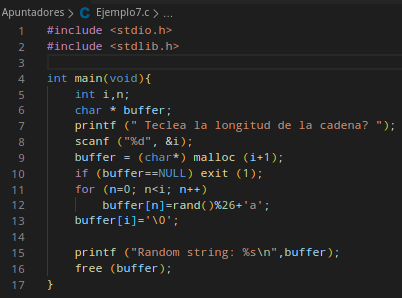 Apuntadores > C Ejemplo7.c > ...
1 #include <stdio.h>
2 #include <stdlib.h>
3
4 int main(void){
5 int i,n;
6 char * buffer;
7 printf (" Teclea la longitud de la cadena? ");
8 scanf ("%d", &i);
9 buffer = (char*) malloc (i+1);
10 if (buffer==NULL) exit (1);
11 for (n=0; n<i; n++)
12 buffer[n]=rand()%26+'a';
13 buffer[i]='\0';
14
15 printf ("Random string: %s\n",buffer);
16 free (buffer);
17 }